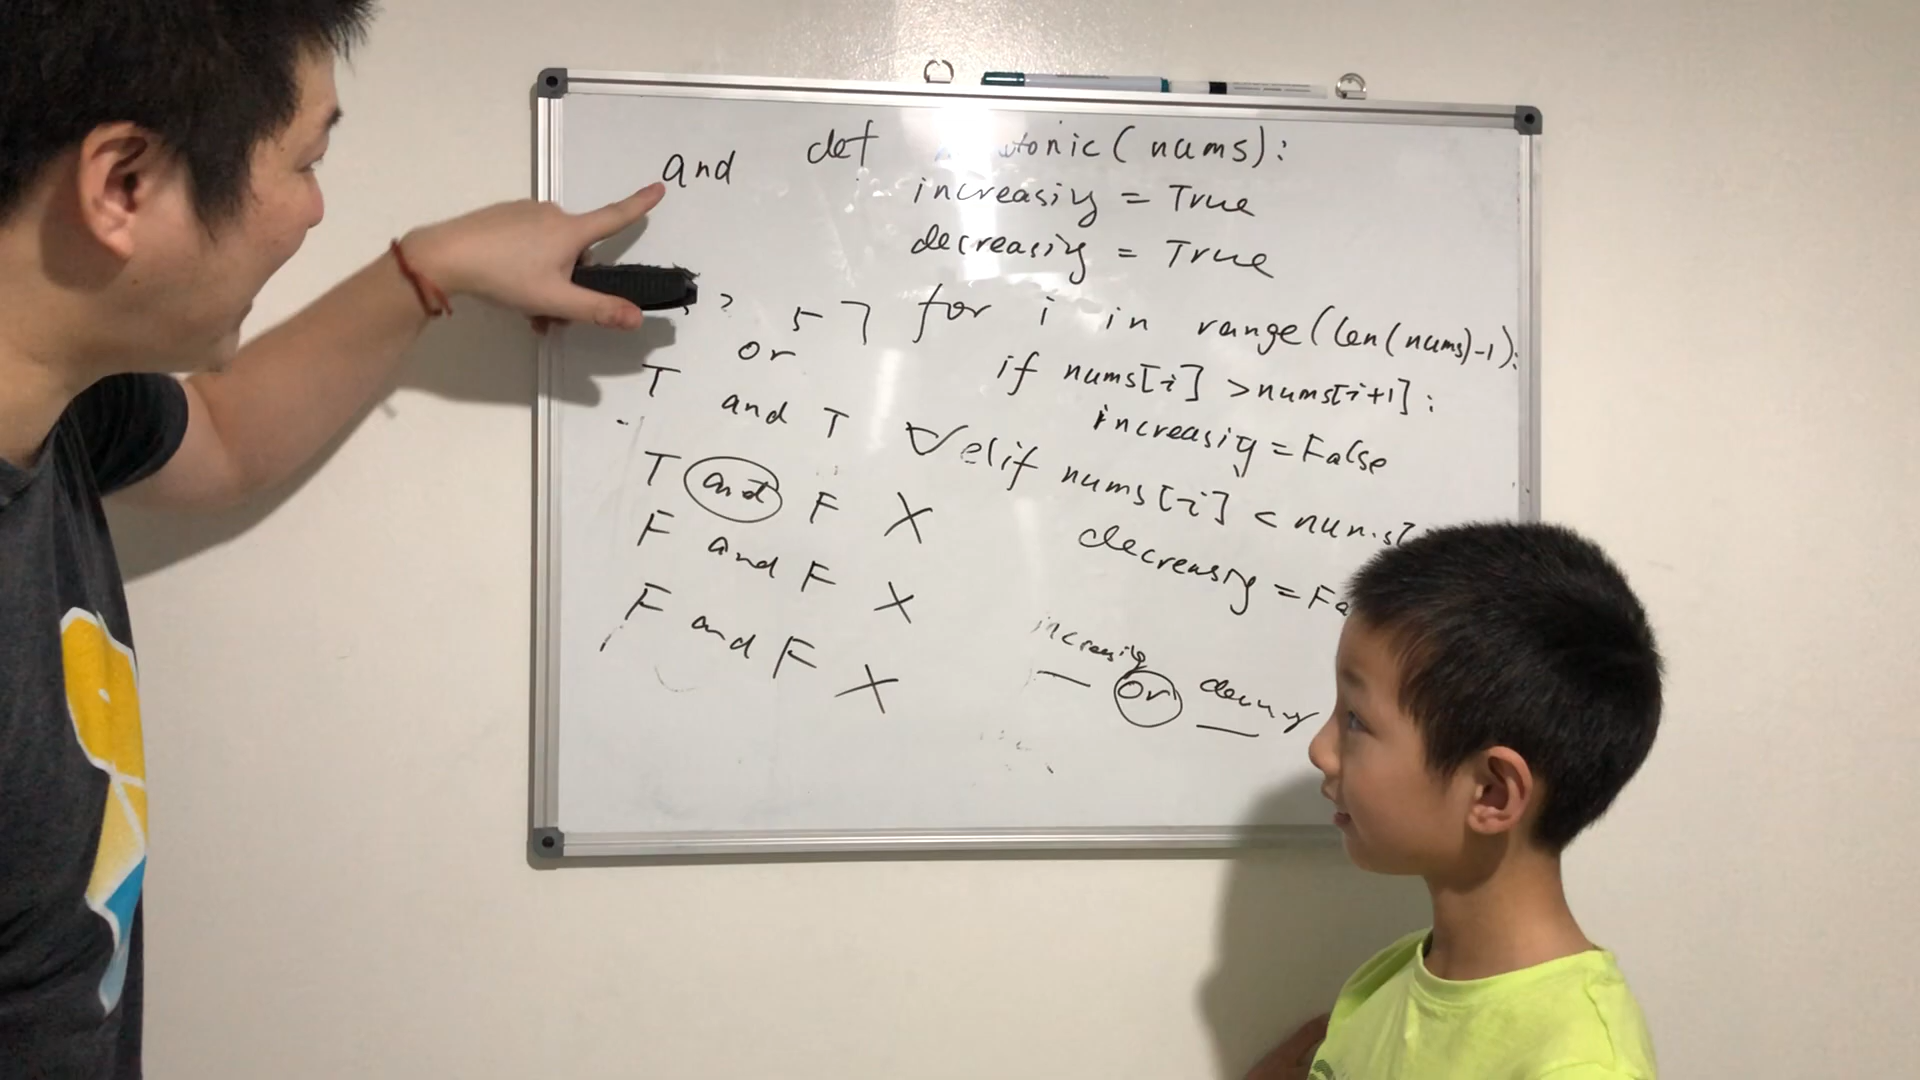 and
def tonic(nums):
increasing = True
decreasing = True
5 7
for i in range(len(nums)-1):
or
if nums[i] > nums[i+1]:
increasing = False
T and T
elif nums[i] < nums[
T and F X
decreasing = Fa
F and F X
F and F X
increasing
or